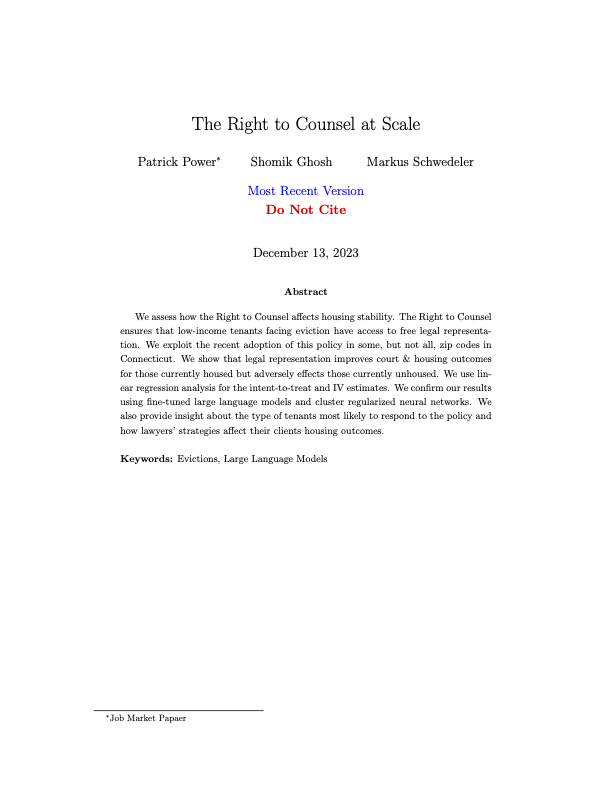 The Right to Counsel at Scale
Patrick Power* Shomik Ghosh Markus Schwedeler
Most Recent Version
Do Not Cite
December 13, 2023
Abstract
We assess how the Right to Counsel affects housing stability. The Right to Counsel
ensures that low-income tenants facing eviction have access to free legal representa-
tion. We exploit the recent adoption of this policy in some, but not all, zip codes in
Connecticut. We show that legal representation improves court & housing outcomes
for those currently housed but adversely effects those currently unhoused. We use lin-
ear regression analysis for the intent-to-treat and IV estimates. We confirm our results
using fine-tuned large language models and cluster regularized neural networks. We
also provide insight about the type of tenants most likely to respond to the policy and
how lawyers' strategies affect their clients housing outcomes.
Keywords: Evictions, Large Language Models
*Job Market Papaer